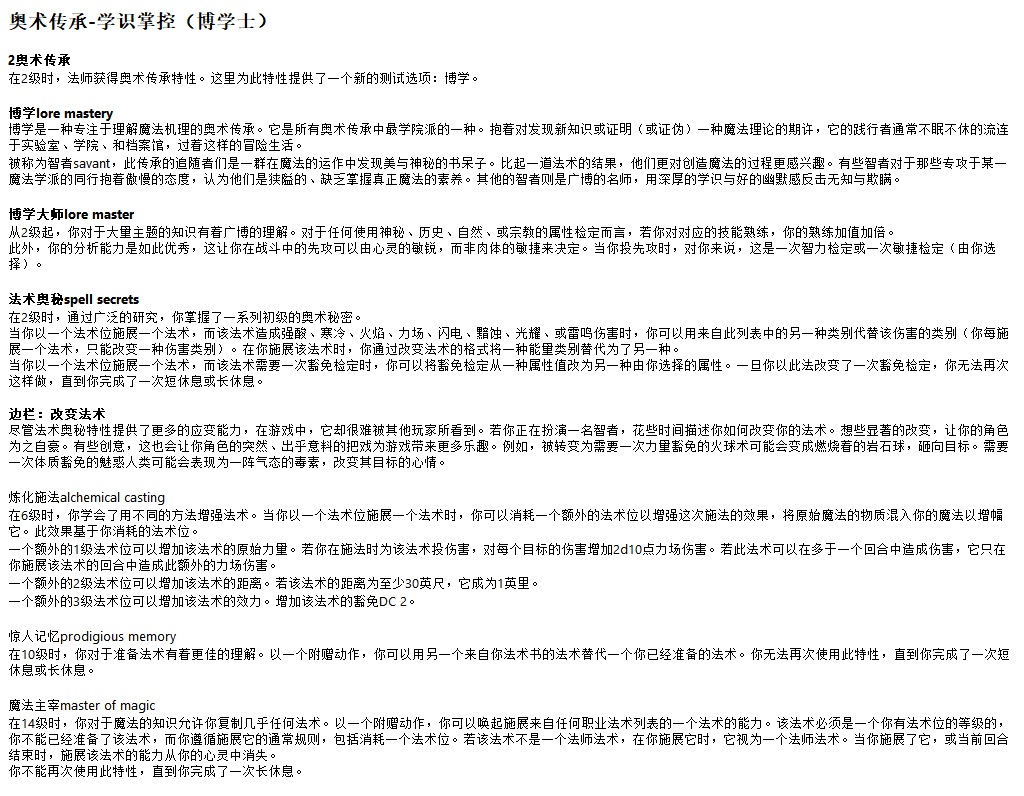 奥术传承-学识掌控（博学士）
2奥术传承
在2级时，法师获得奥术传承特性。这里为此特性提供了一个新的测试选项：博学。
博学lore mastery
博学是一种专注于理解魔法机理的奥术传承。它是所有奥术传承中最学院派的一种。抱着对发现新知识或证明（或证伪）一种魔法理论的期许，它的践行者通常不眠不休的流连
于实验室、学院、和档案馆，过着这样的冒险生活。
被称为智者savant，此传承的追随者们是一群在魔法的运作中发现美与神秘的书呆子。比起一道法术的结果，他们更对创造魔法的过程更感兴趣。有些智者对于那些专攻于某一
魔法学派的同行抱着傲慢的态度，认为他们是狭隘的、缺乏掌握真正魔法的素养。其他的智者则是广博的名师，用深厚的学识与好的幽默感反击无知与欺瞒。
博学大师lore master
从2级起，你对于大量主题的知识有着广博的理解。对于任何使用神秘、历史、自然、或宗教的属性检定而言，若你对对应的技能熟练，你的熟练加值加倍。
此外，你的分析能力是如此优秀，这让你在战斗中的先攻可以由心灵的敏锐，而非肉体的敏捷来决定。当你投先攻时，对你来说，这是一次智力检定或一次敏捷检定（由你选
择）。
法术奥秘spell secrets
在2级时，通过广泛的研究，你掌握了一系列初级的奥术秘密。
当你以一个法术位施展一个法术，而该法术造成强酸、寒冷、火焰、力场、闪电、黯蚀、光耀、或雷鸣伤害时，你可以用来自此列表中的另一种类别代替该伤害的类别（你每施
展一个法术，只能改变一种伤害类别）。在你施展该法术时，你通过改变法术的格式将一种能量类别替代为了另一种。
当你以一个法术位施展一个法术，而该法术需要一次豁免检定时，你可以将豁免检定从一种属性值改为另一种由你选择的属性。一旦你以此法改变了一次豁免检定，你无法再次
这样做，直到你完成了一次短休息或长休息。
边栏：改变法术
尽管法术奥秘特性提供了更多的应变能力，在游戏中，它却很难被其他玩家所看到。若你正在扮演一名智者，花些时间描述你如何改变你的法术。想些显著的改变，让你的角色
为之自豪。有些创意，这也会让你角色的突然、出乎意料的把戏为游戏带来更多乐趣。例如，被转变为需要一次力量豁免的火球术可能会变成燃烧着的岩石球，砸向目标。需要
一次体质豁免的魅惑人类可能会表现为一阵气态的毒素，改变其目标的心情。
炼化施法alchemical casting
在6级时，你学会了用不同的方法增强法术。当你以一个法术位施展一个法术时，你可以消耗一个额外的法术位以增强这次施法的效果，将原始魔法的物质混入你的魔法以增幅
它。此效果基于你消耗的法术位。
一个额外的1级法术位可以增加该法术的原始力量。若你在施法时为该法术投伤害，对每个目标的伤害增加2d10点力场伤害。若此法术可以在多于一个回合中造成伤害，它只在
你施展该法术的回合中造成此额外的力场伤害。
一个额外的2级法术位可以增加该法术的距离。若该法术的距离为至少30英尺，它成为1英里。
一个额外的3级法术位可以增加该法术的效力。增加该法术的豁免DC 2。
惊人记忆prodigious memory
在10级时，你对于准备法术有着更佳的理解。以一个附赠动作，你可以用另一个来自你法术书的法术替代一个你已经准备的法术。你无法再次使用此特性，直到你完成了一次短
休息或长休息。
魔法主宰master of magic
在14级时，你对于魔法的知识允许你复制几乎任何法术。以一个附赠动作，你可以唤起施展来自任何职业法术列表的一个法术的能力。该法术必须是一个你有法术位的等级的，
你不能已经准备了该法术，而你遵循施展它的通常规则，包括消耗一个法术位。若该法术不是一个法师法术，在你施展它时，它视为一个法师法术。当你施展了它，或当前回合
结束时，施展该法术的能力从你的心灵中消失。
你不能再次使用此特性，直到你完成了一次长休息。